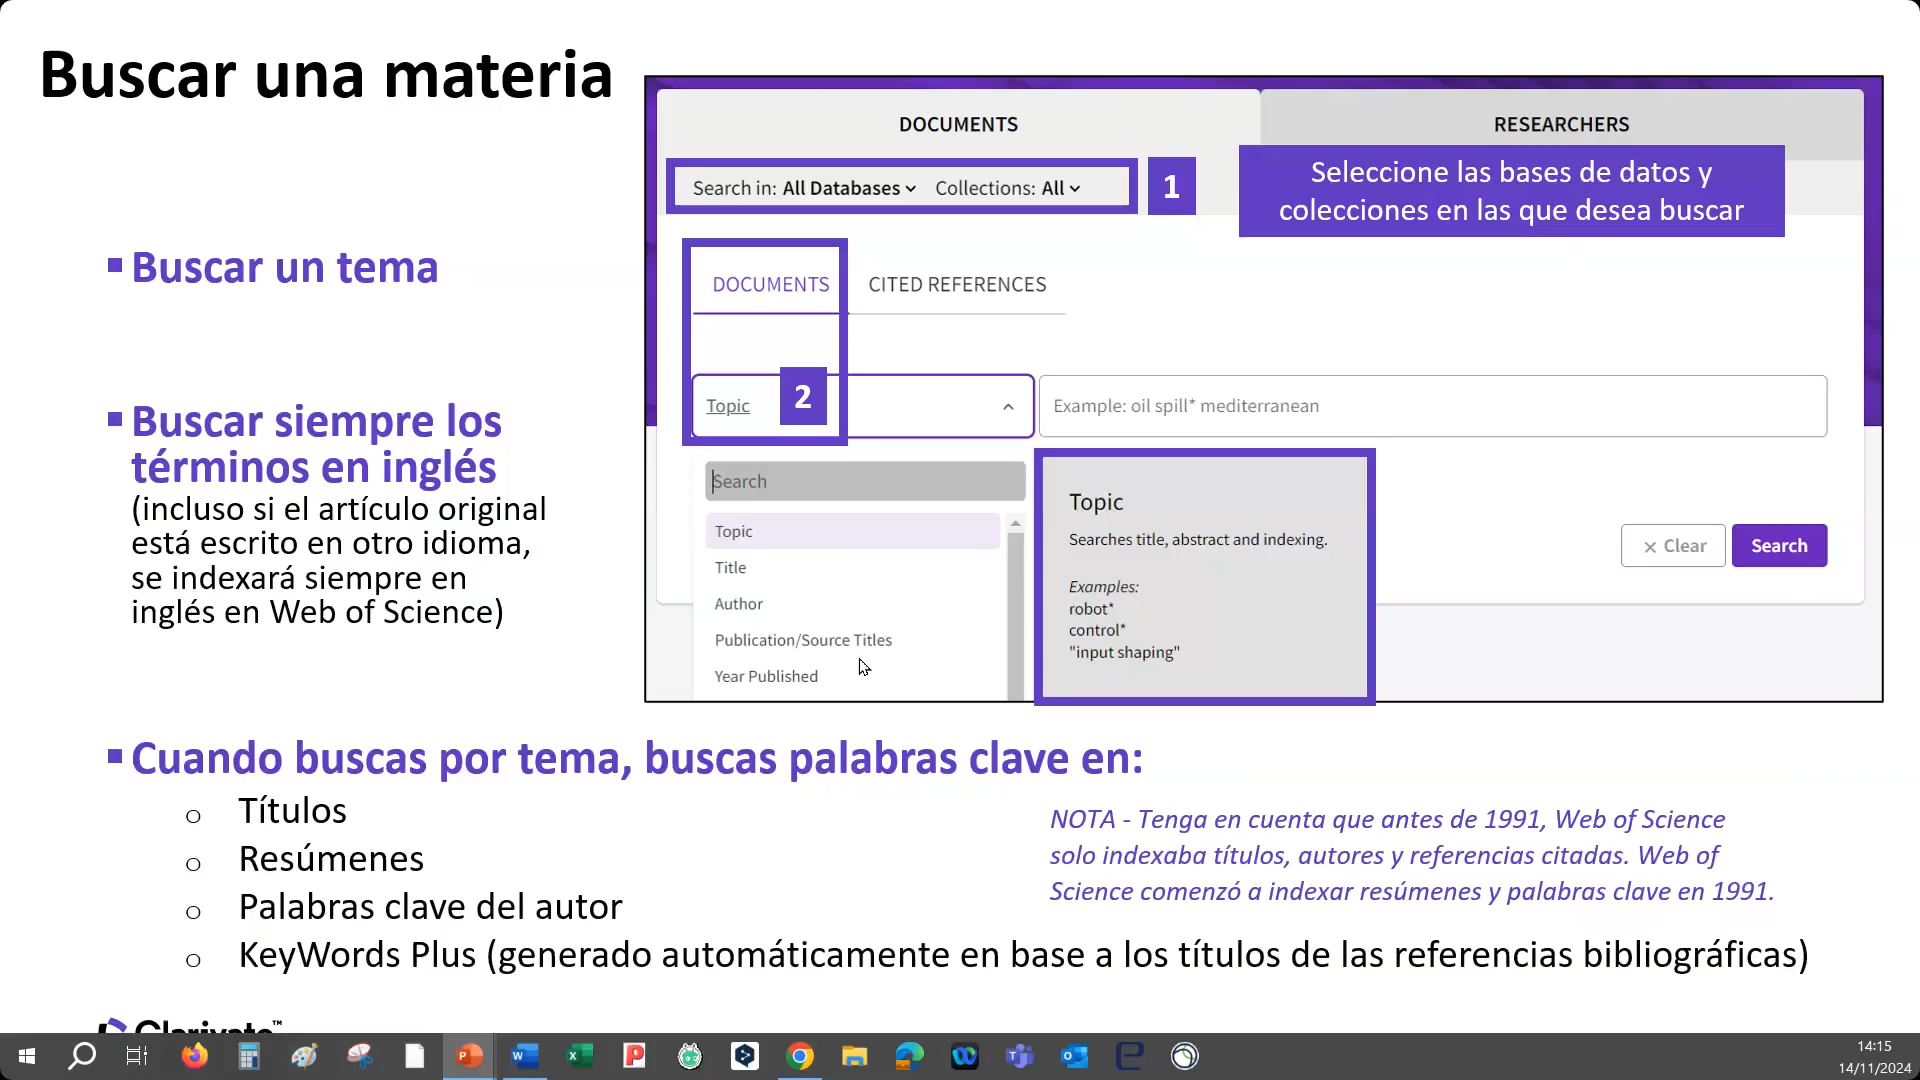 Buscar una materia
DOCUMENTS
RESEARCHERS
Search in: All Databases
Collections: All
1
Seleccione las bases de datos y
colecciones en las que desea buscar
▪Buscar un tema
DOCUMENTS
CITED REFERENCES
Topic
2
Example: oil spill* mediterranean
▪Buscar siempre los
términos en inglés
(incluso si el artículo original
está escrito en otro idioma,
se indexará siempre en
inglés en Web of Science)
Search
Topic
Title
Author
Publication/Source Titles
Year Published
Topic
Searches title, abstract and indexing.
Examples:
robot*
control*
"input shaping"
× Clear
Search
▪Cuando buscas por tema, buscas palabras clave en:
o Títulos
o Resúmenes
o Palabras clave del autor
o KeyWords Plus (generado automáticamente en base a los títulos de las referencias bibliográficas)
NOTA - Tenga en cuenta que antes de 1991, Web of Science
solo indexaba títulos, autores y referencias citadas. Web of
Science comenzó a indexar resúmenes y palabras clave en 1991.
Clarivate™
14:15
14/11/2024